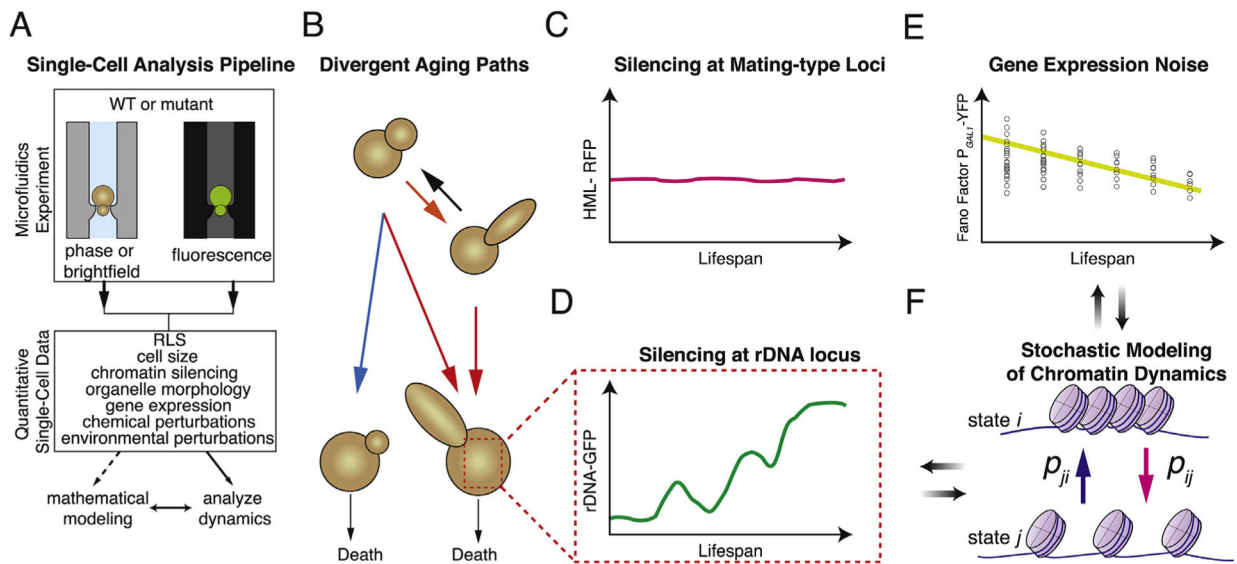 A
Single-Cell Analysis Pipeline
WT or mutant
Microfluidics
Experiment
phase or
brightfield
fluorescence
Quantitative
Single-Cell Data
RLS
cell size
chromatin silencing
organelle morphology
gene expression
chemical perturbations
environmental perturbations
mathematical
modeling
analyze
dynamics
B
Divergent Aging Paths
Death
Death
C
Silencing at Mating-type Loci
HML- RFP
Lifespan
D
Silencing at rDNA locus
rDNA-GFP
Lifespan
E
Gene Expression Noise
Fano Factor P_GAL1-YFP
Lifespan
F
Stochastic Modeling
of Chromatin Dynamics
state i
p_ji
p_ij
state j